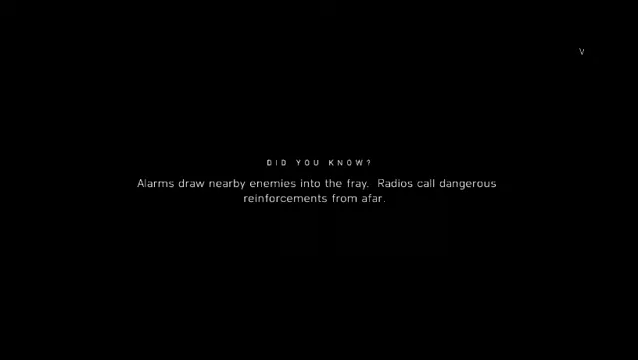 V
DID YOU KNOW?
Alarms draw nearby enemies into the fray. Radios call dangerous
reinforcements from afar.